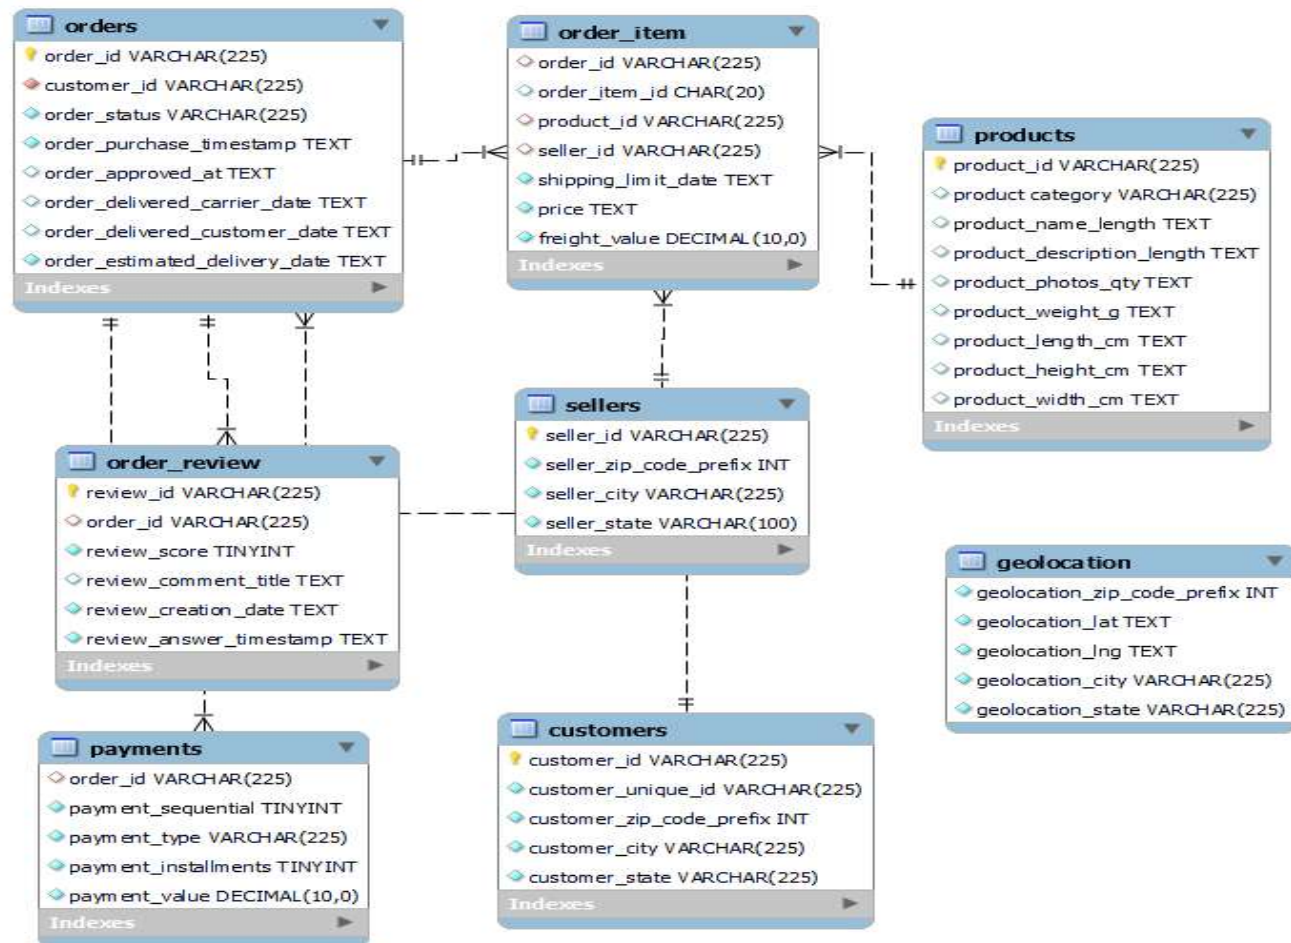 orders
order_id VARCHAR(225)
customer_id VARCHAR(225)
order_status VARCHAR(225)
order_purchase_timestamp TEXT
order_approved_at TEXT
order_delivered_carrier_date TEXT
order_delivered_customer_date TEXT
order_estimated_delivery_date TEXT
Indexes
order_item
order_id VARCHAR(225)
order_item_id CHAR(20)
product_id VARCHAR(225)
seller_id VARCHAR(225)
shipping_limit_date TEXT
price TEXT
freight_value DECIMAL(10,0)
Indexes
products
product_id VARCHAR(225)
product category VARCHAR(225)
product_name_length TEXT
product_description_length TEXT
product_photos_qty TEXT
product_weight_g TEXT
product_length_cm TEXT
product_height_cm TEXT
product_width_cm TEXT
Indexes
order_review
review_id VARCHAR(225)
order_id VARCHAR(225)
review_score TINYINT
review_comment_title TEXT
review_creation_date TEXT
review_answer_timestamp TEXT
Indexes
sellers
seller_id VARCHAR(225)
seller_zip_code_prefix INT
seller_city VARCHAR(225)
seller_state VARCHAR(100)
Indexes
geolocation
geolocation_zip_code_prefix INT
geolocation_lat TEXT
geolocation_lng TEXT
geolocation_city VARCHAR(225)
geolocation_state VARCHAR(225)
payments
order_id VARCHAR(225)
payment_sequential TINYINT
payment_type VARCHAR(225)
payment_installments TINYINT
payment_value DECIMAL(10,0)
Indexes
customers
customer_id VARCHAR(225)
customer_unique_id VARCHAR(225)
customer_zip_code_prefix INT
customer_city VARCHAR(225)
customer_state VARCHAR(225)
Indexes